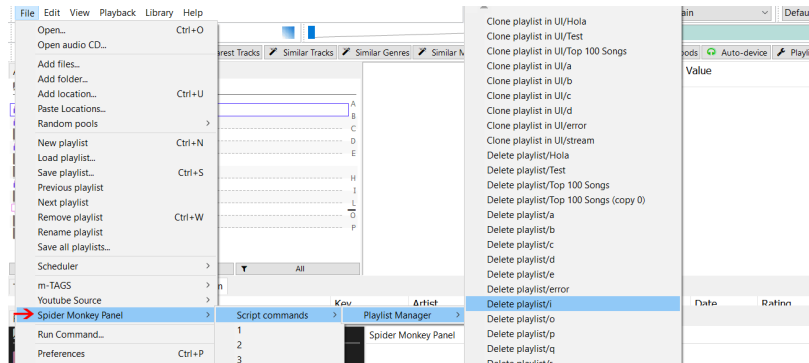 File Edit View Playback Library Help
Open... Ctrl+O
Open audio CD...
Add files...
Add folder...
Add location... Ctrl+U
Paste Locations...
Random pools
New playlist Ctrl+N
Load playlist...
Save playlist... Ctrl+S
Previous playlist
Next playlist
Remove playlist Ctrl+W
Rename playlist
Save all playlists...
Scheduler
m-TAGS
Youtube Source
Spider Monkey Panel
Run Command...
Preferences Ctrl+P
Script commands
1
2
3
Playlist Manager
Spider Monkey Panel
Clone playlist in UI/Hola
Clone playlist in UI/Test
Clone playlist in UI/Top 100 Songs
Clone playlist in UI/a
Clone playlist in UI/b
Clone playlist in UI/c
Clone playlist in UI/d
Clone playlist in UI/error
Clone playlist in UI/stream
Delete playlist/Hola
Delete playlist/Test
Delete playlist/Top 100 Songs
Delete playlist/Top 100 Songs (copy 0)
Delete playlist/a
Delete playlist/b
Delete playlist/c
Delete playlist/d
Delete playlist/e
Delete playlist/error
Delete playlist/i
Delete playlist/o
Delete playlist/p
Delete playlist/q
arest Tracks Similar Tracks Similar Genres Similar M
A
B
C
D
E
H
I
L
O
P
All
Key Artist
ain Defau
ods Auto-device Playli
Value
Date Rating